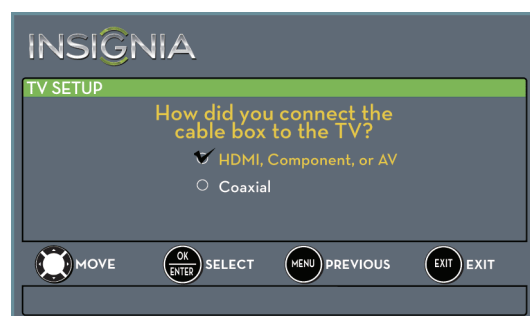 INSIGNIA
TV SETUP
How did you connect the
cable box to the TV?
HDMI, Component, or AV
Coaxial
MOVE OK ENTER SELECT MENU PREVIOUS EXIT EXIT